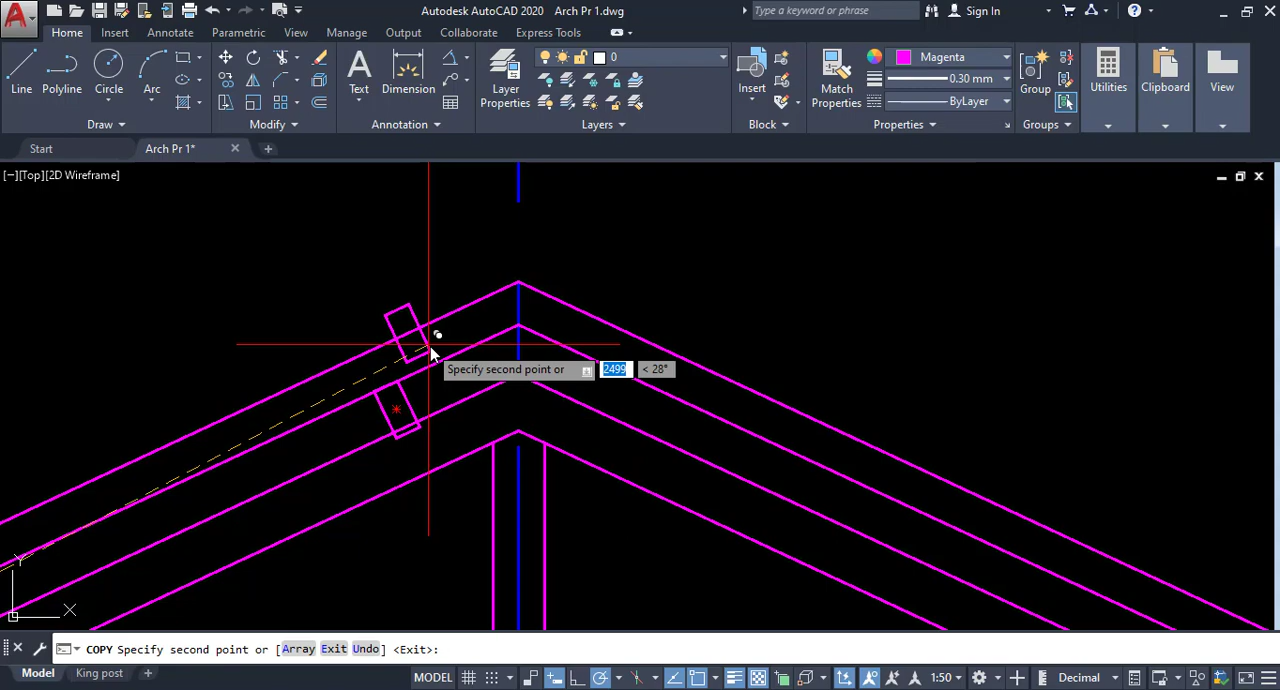 Autodesk AutoCAD 2020 Arch Pr 1.dwg
Type a keyword or phrase
Sign In
Home Insert Annotate Parametric View Manage Output Collaborate Express Tools
Line
Polyline
Circle
Arc
Text
Dimension
Layer
Properties
0
Insert
Match
Properties
Magenta
0.30 mm
ByLayer
Group
Utilities
Clipboard
View
Draw
Modify
Annotation
Layers
Block
Properties
Groups
Start
Arch Pr 1*
[−][Top][2D Wireframe]
Specify second point or 2499 < 28°
Y
X
COPY Specify second point or [Array Exit Undo] <Exit>:
Model King post
MODEL 1:50 Decimal